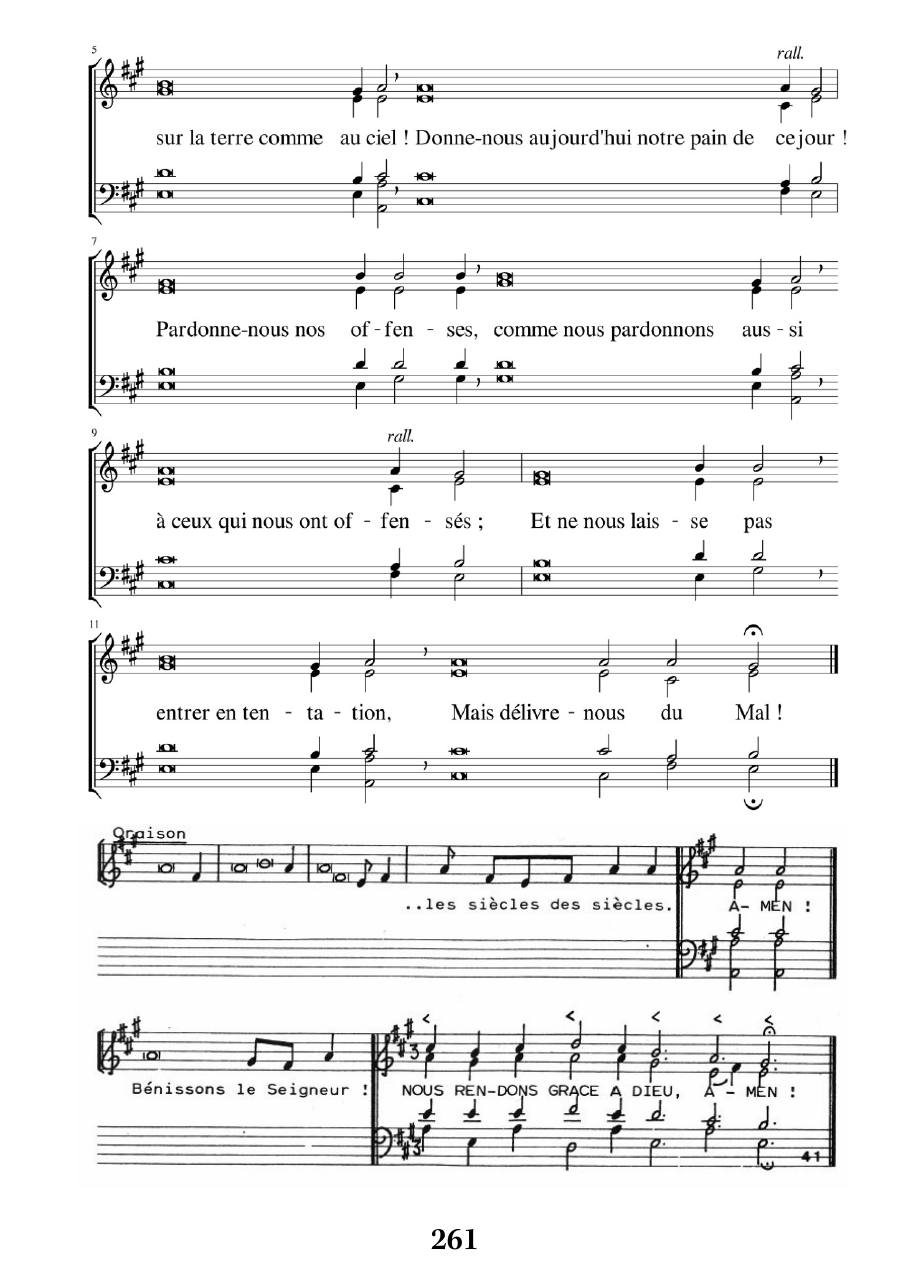 5
rall.
sur la terre comme au ciel ! Donne-nous aujourd'hui notre pain de ce jour !
7
Pardonne-nous nos of - fen - ses, comme nous pardonnons aus - si
9
rall.
à ceux qui nous ont of - fen - sés ; Et ne nous lais - se pas
11
entrer en ten - ta - tion, Mais délivre - nous du Mal !
Oraison
..les siècles des siècles. A- MEN !
3
Bénissons le Seigneur ! NOUS REN-DONS GRACE A DIEU, A - MEN !
3
41
261